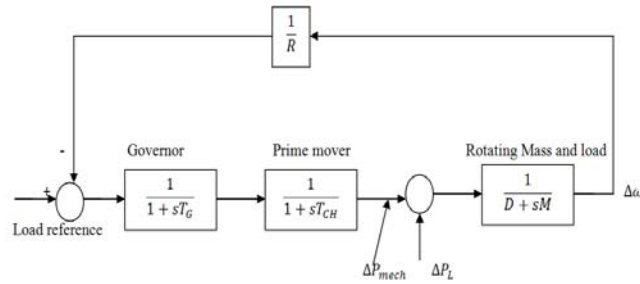 1
R
-
Governor
Prime mover
Rotating Mass and load
+
1
1 + sT_G
1
1 + sT_CH
1
D + sM
Δω
Load reference
ΔP_mech
ΔP_L